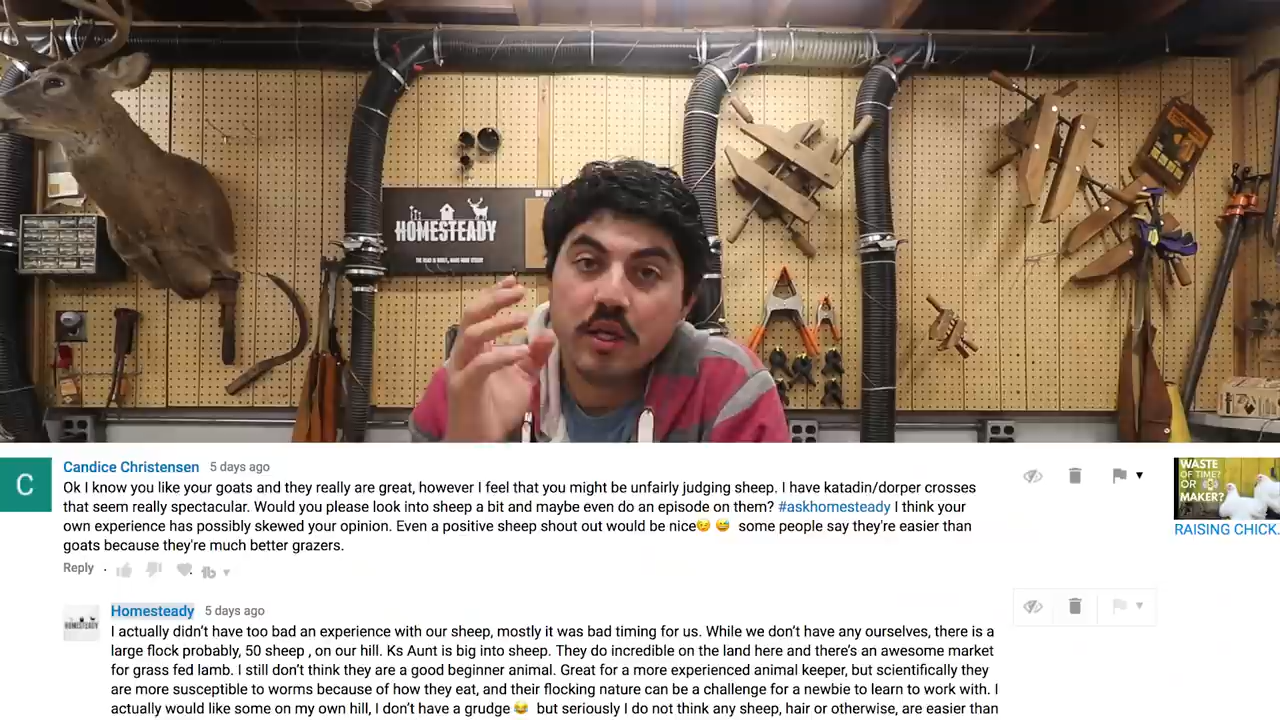 HOMESTEADY
Candice Christensen 5 days ago
Ok I know you like your goats and they really are great, however I feel that you might be unfairly judging sheep. I have katadin/dorper crosses
that seem really spectacular. Would you please look into sheep a bit and maybe even do an episode on them? #askhomesteady I think your
own experience has possibly skewed your opinion. Even a positive sheep shout out would be nice😉 😅 some people say they're easier than
goats because they're much better grazers.
Reply
WASTE
OF TIME?
OR
MAKER?
RAISING CHICK.
C
HOMESTEADY
Homesteady 5 days ago
I actually didn't have too bad an experience with our sheep, mostly it was bad timing for us. While we don't have any ourselves, there is a
large flock probably, 50 sheep , on our hill. Ks Aunt is big into sheep. They do incredible on the land here and there's an awesome market
for grass fed lamb. I still don't think they are a good beginner animal. Great for a more experienced animal keeper, but scientifically they
are more susceptible to worms because of how they eat, and their flocking nature can be a challenge for a newbie to learn to work with. I
actually would like some on my own hill, I don't have a grudge 😂 but seriously I do not think any sheep, hair or otherwise, are easier than